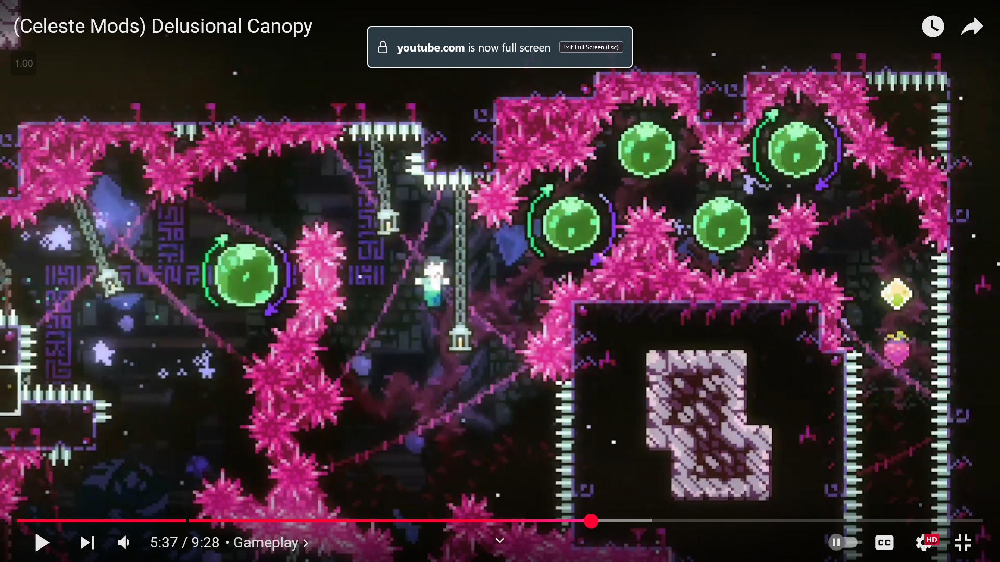 (Celeste Mods) Delusional Canopy
youtube.com is now full screen Exit Full Screen (Esc)
1.00
5:37 / 9:28 • Gameplay
CC
HD